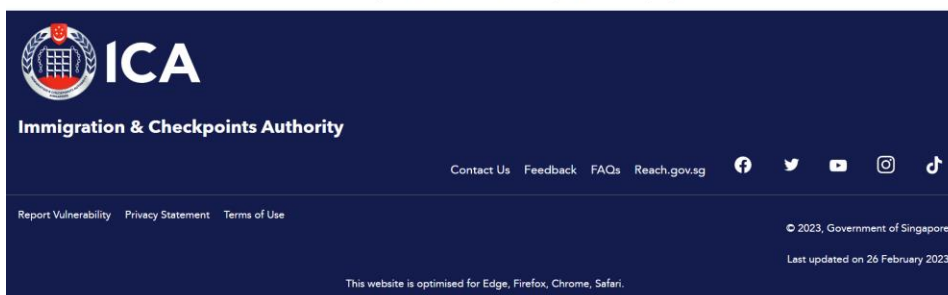 ICA
Immigration & Checkpoints Authority
Contact Us Feedback FAQs Reach.gov.sg
Report Vulnerability Privacy Statement Terms of Use
© 2023, Government of Singapore
Last updated on 26 February 2023
This website is optimised for Edge, Firefox, Chrome, Safari.